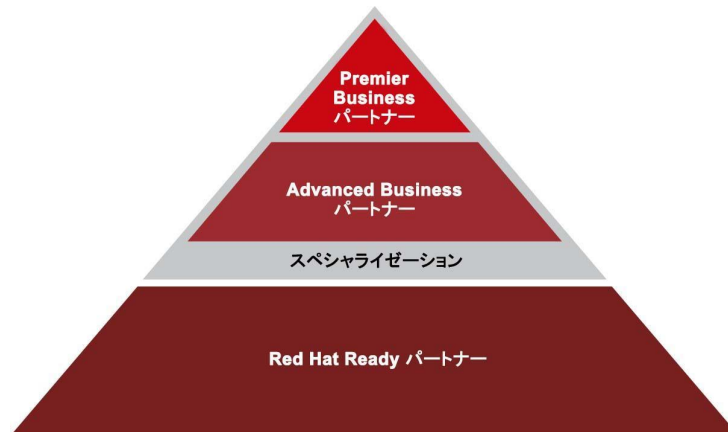 Premier
Business
パートナー
Advanced Business
パートナー
スペシャライゼーション
Red Hat Ready パートナー